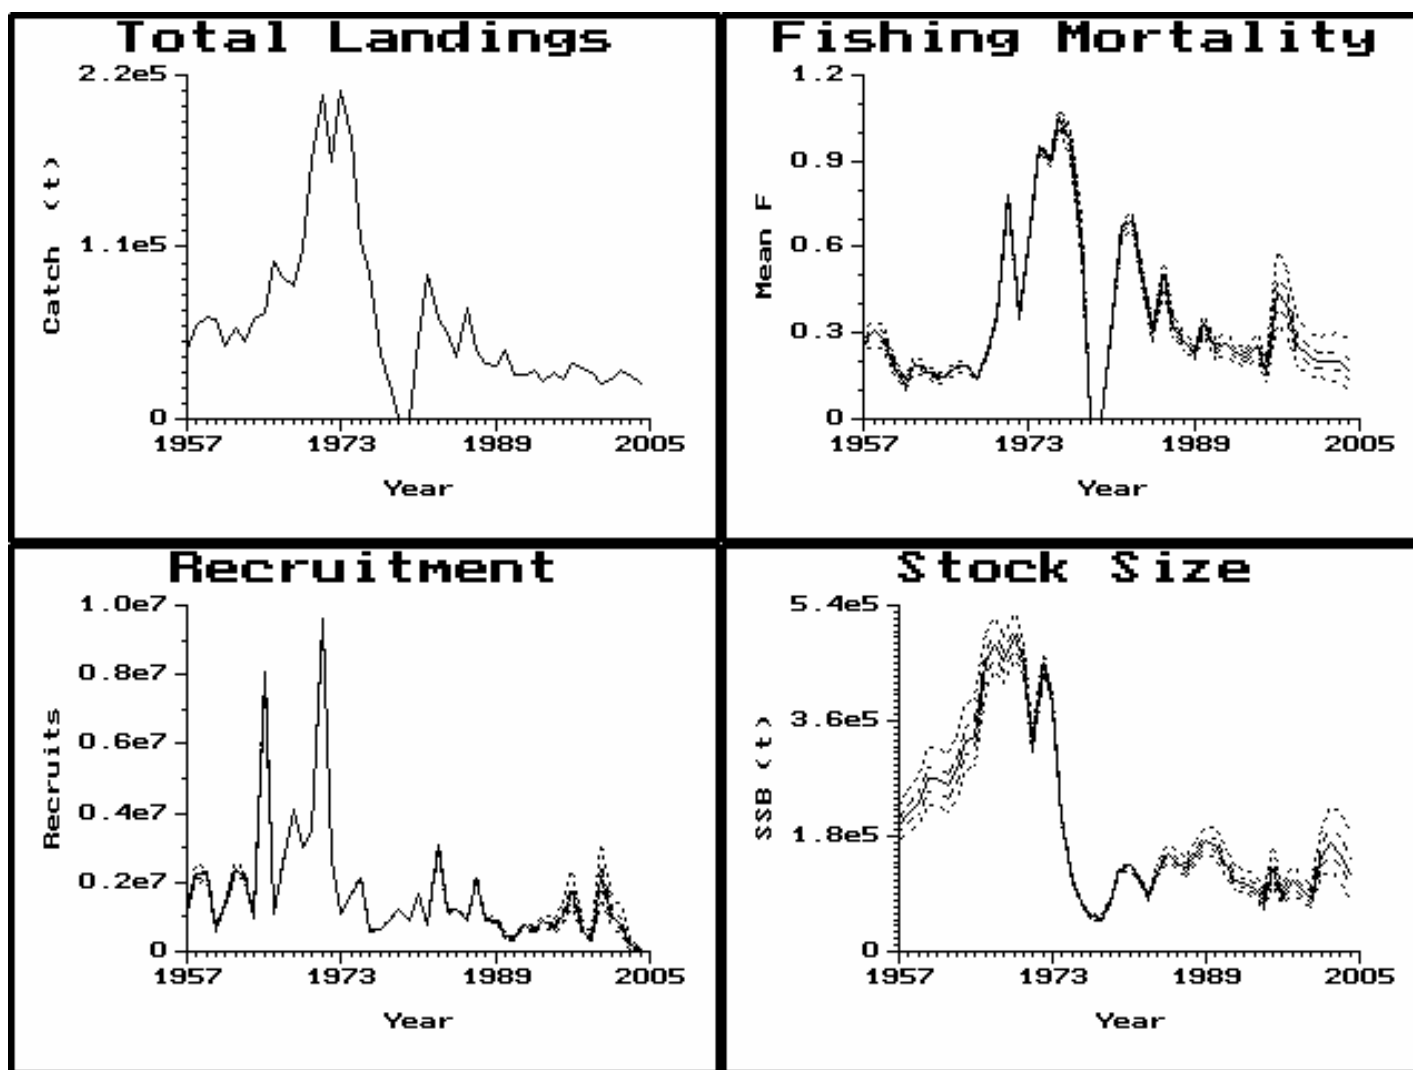 Total Landings
2.2e5
1.1e5
0
Catch (t)
1957 1973 1989 2005
Year
Fishing Mortality
1.2
0.9
0.6
0.3
0
Mean F
1957 1973 1989 2005
Year
Recruitment
1.0e7
0.8e7
0.6e7
0.4e7
0.2e7
0
Recruits
1957 1973 1989 2005
Year
Stock Size
5.4e5
3.6e5
1.8e5
0
SSB (t)
1957 1973 1989 2005
Year